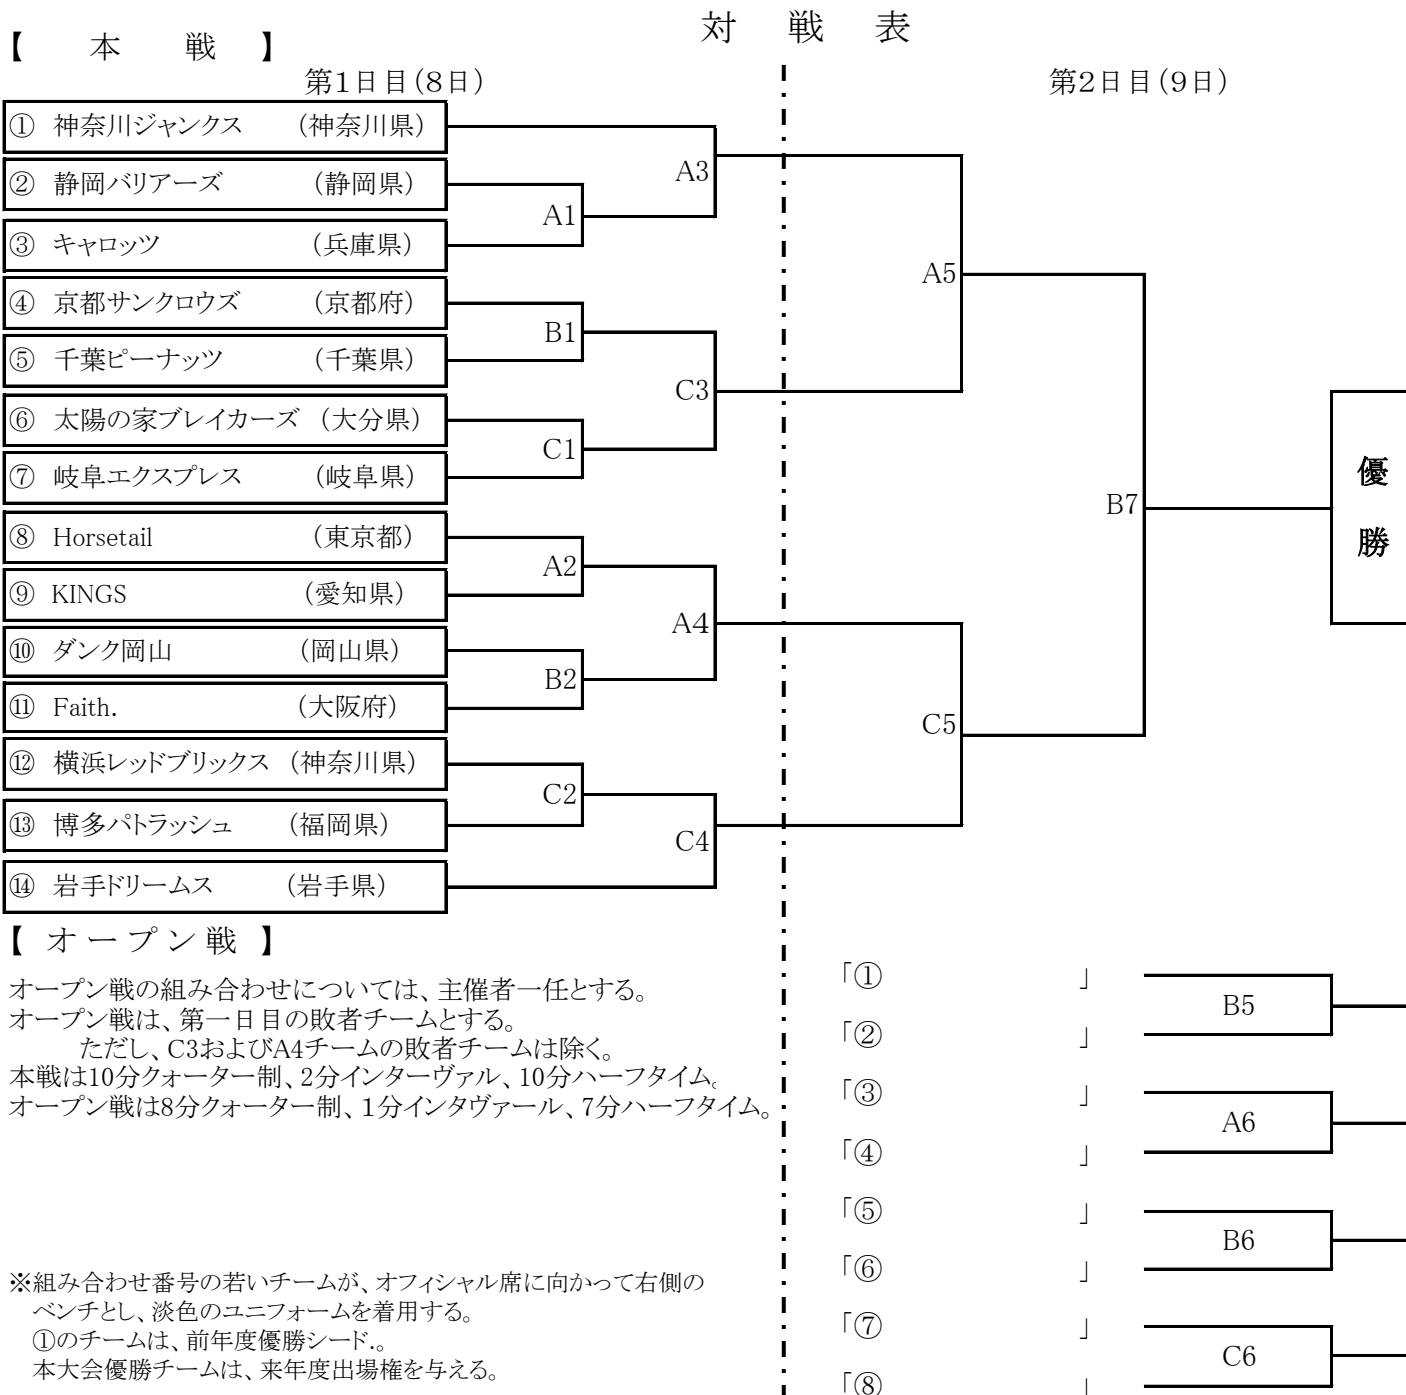 対 戦 表
【 本 戦 】
第1日目(8日)
第2日目(9日)
① 神奈川ジャンクス (神奈川県)
② 静岡バリアーズ (静岡県)
③ キャロッツ (兵庫県)
④ 京都サンクロウズ (京都府)
⑤ 千葉ピーナッツ (千葉県)
⑥ 太陽の家ブレイカーズ (大分県)
⑦ 岐阜エクスプレス (岐阜県)
⑧ Horsetail (東京都)
⑨ KINGS (愛知県)
⑩ ダンク岡山 (岡山県)
⑪ Faith. (大阪府)
⑫ 横浜レッドブリックス (神奈川県)
⑬ 博多パトラッシュ (福岡県)
⑭ 岩手ドリームス (岩手県)
A1
B1
C1
A2
B2
C2
A3
C3
A4
C4
A5
C5
B7
優
勝
【 オープン戦 】
オープン戦の組み合わせについては、主催者一任とする。
オープン戦は、第一日目の敗者チームとする。
ただし、C3およびA4チームの敗者チームは除く。
本戦は10分クォーター制、2分インターヴァル、10分ハーフタイム。
オープン戦は8分クォーター制、1分インタヴァール、7分ハーフタイム。
※組み合わせ番号の若いチームが、オフィシャル席に向かって右側の
ベンチとし、淡色のユニフォームを着用する。
①のチームは、前年度優勝シード.。
本大会優勝チームは、来年度出場権を与える。
「① 」
「② 」
「③ 」
「④ 」
「⑤ 」
「⑥ 」
「⑦ 」
「⑧ 」
B5
A6
B6
C6